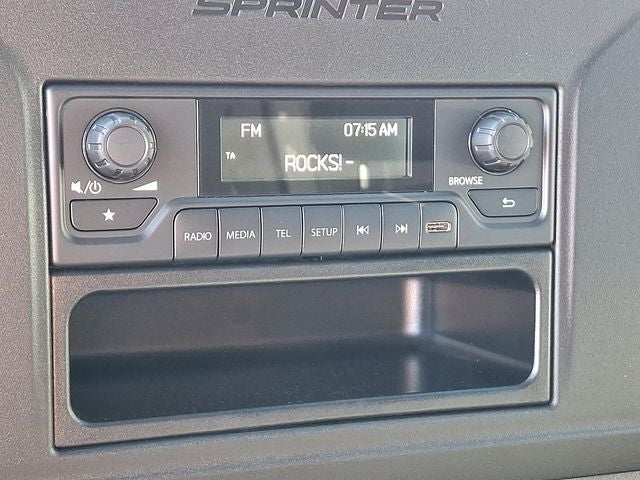 SPRINTER
FM 07:15 AM
TA
ROCKS!-
BROWSE
RADIO MEDIA TEL SETUP